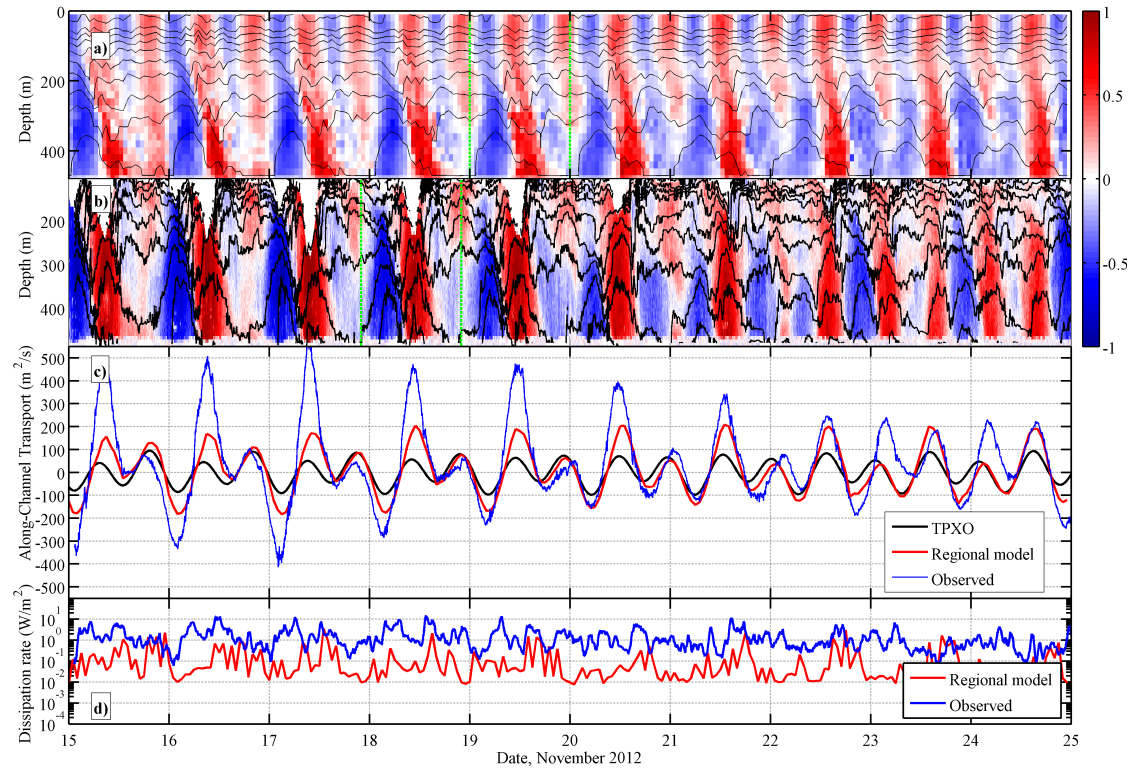 0
200
400
Depth (m)
a)
1
0.5
0
-0.5
-1
200
300
400
Depth (m)
b)
500
400
300
200
100
0
-100
-200
-300
-400
-500
Along-Channel Transport (m²/s)
c)
TPXO
Regional model
Observed
10¹
10⁰
10⁻¹
10⁻²
10⁻³
10⁻⁴
Dissipation rate (W/m²)
d)
Regional model
Observed
15 16 17 18 19 20 21 22 23 24 25
Date, November 2012